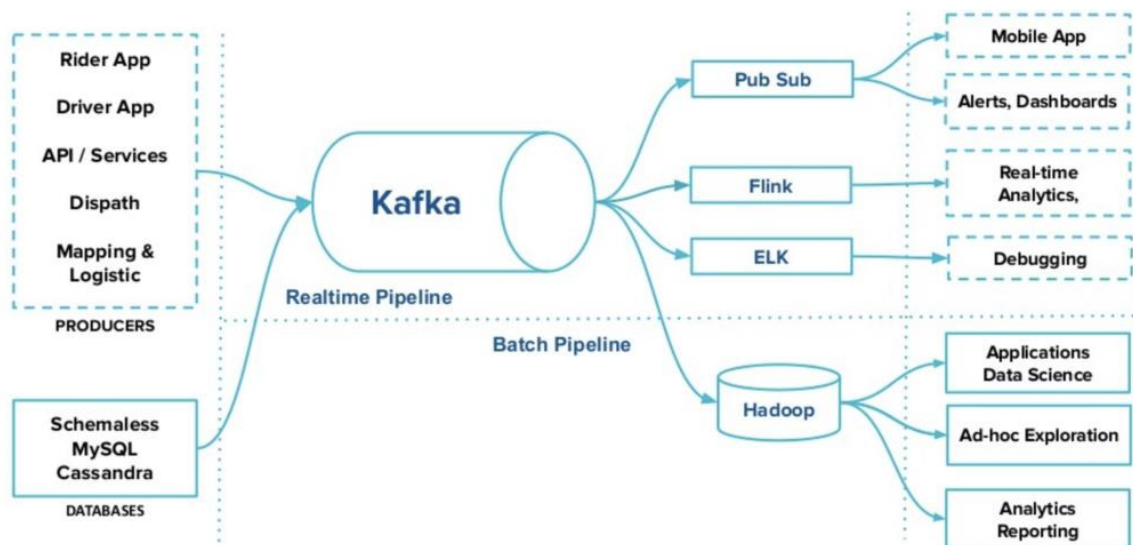 Rider App
Driver App
API / Services
Dispath
Mapping &
Logistic
PRODUCERS
Schemaless
MySQL
Cassandra
DATABASES
Kafka
Realtime Pipeline
Batch Pipeline
Pub Sub
Flink
ELK
Hadoop
Mobile App
Alerts, Dashboards
Real-time
Analytics,
Debugging
Applications
Data Science
Ad-hoc Exploration
Analytics
Reporting